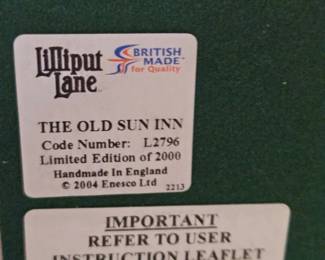 Lilliput
Lane
BRITISH
MADE
for Quality
THE OLD SUN INN
Code Number: L2796
Limited Edition of 2000
Handmade In England
© 2004 Enesco Ltd
2213
IMPORTANT
REFER TO USER
INSTRUCTION LEAFLET